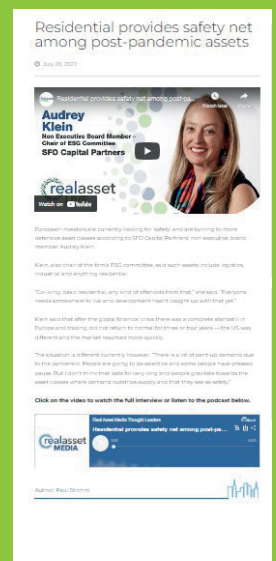 Residential provides safety net
among post-pandemic assets
Residential provides safety net among post-pa...
Watch later
Share
Audrey
Klein
Non Executive Board Member -
Chair of ESG Committee
SFO Capital Partners
realasset
Watch on YouTube
European investors are currently looking for 'safety' and are turning to more
defensive asset classes according to SFO Capital Partners' non-executive board
member Audrey Klein.
Klein, also chair of the firm's ESG committee, said such assets include logistics,
industrial and anything residential.
"Co-living, basic residential, any kind of offshoots from that," she said. "Everyone
needs somewhere to live and development hasn't caught up with that yet."
Klein said that after the global financial crisis there was a complete standstill in
Europe and trading did not return to normal for three or four years — the US was
different and the market resumed more quickly.
The situation is different currently however. "There is a lot of pent-up demand due
to the pandemic. People are going to be selective and some people have pressed
pause. But I don't think that lasts for very long and people gravitate towards the
asset classes where demand outstrips supply and that they see as safety."
Click on the video to watch the full interview or listen to the podcast below.
Real Asset Media Thought Leaders
Residential provides safety net among post-pa...
realasset
MEDIA
Author: Paul Strohm